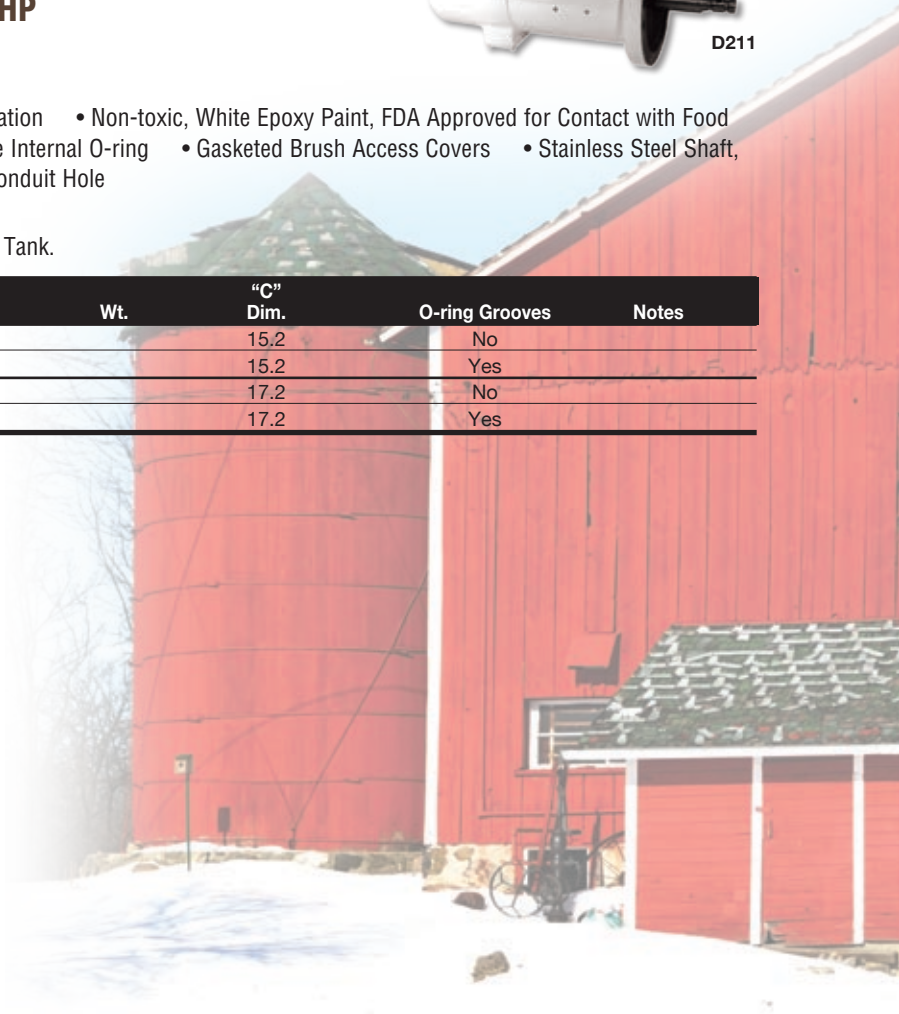 HP
D211
ation • Non-toxic, White Epoxy Paint, FDA Approved for Contact with Food
e Internal O-ring • Gasketed Brush Access Covers • Stainless Steel Shaft,
onduit Hole
Tank.
Wt. “C” Dim. O-ring Grooves Notes
15.2 No
15.2 Yes
17.2 No
17.2 Yes